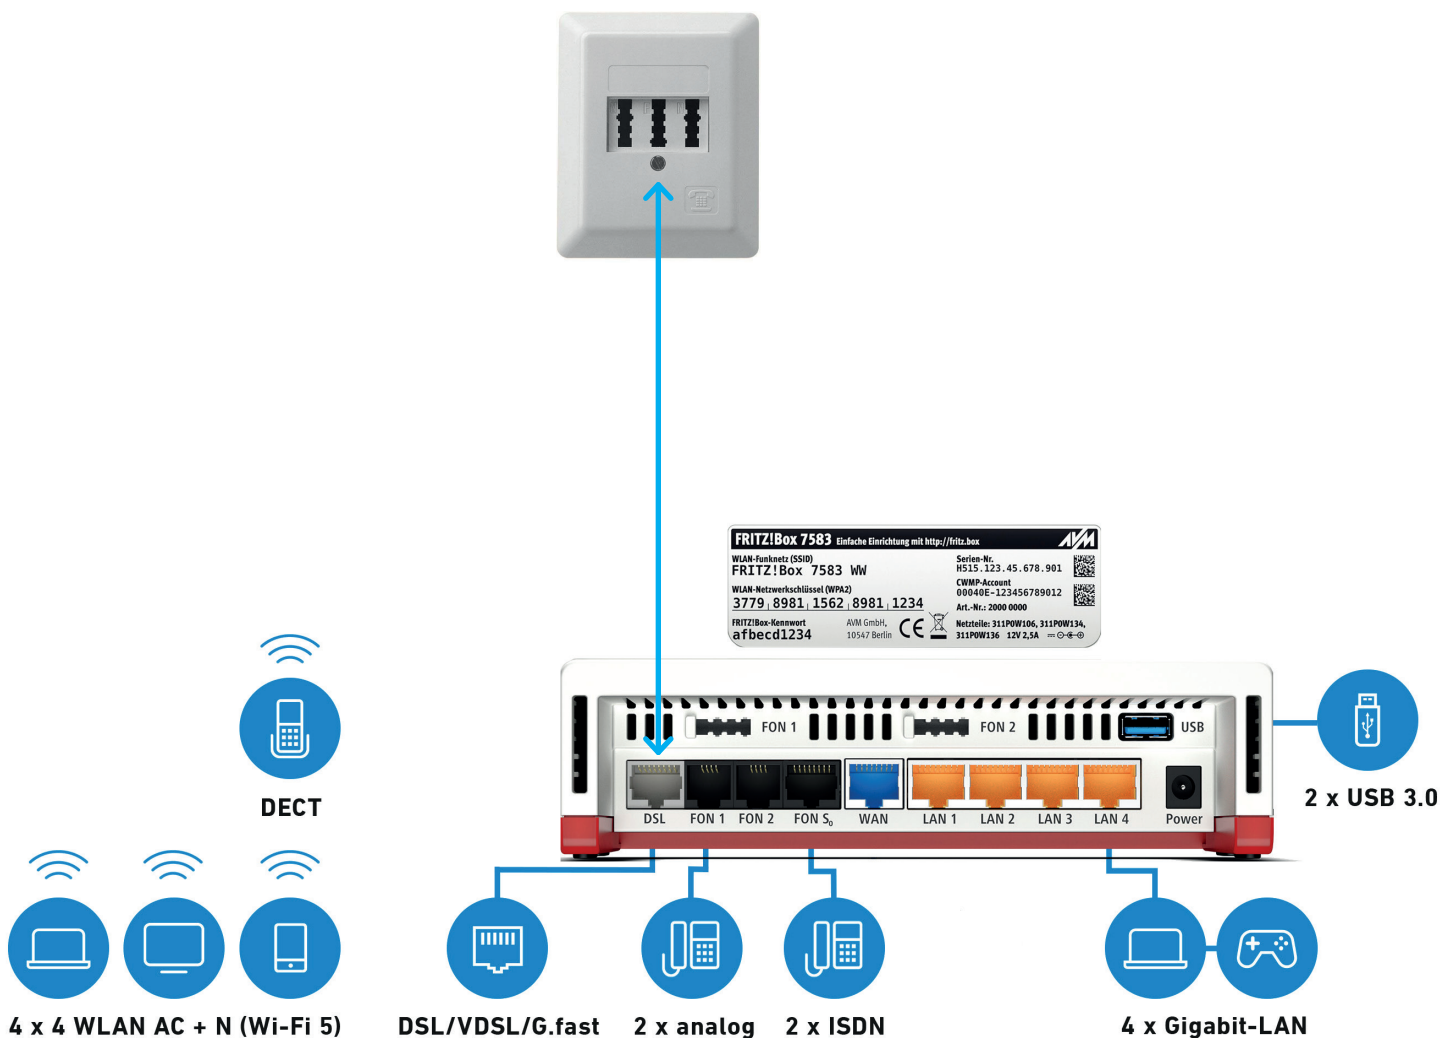 FRITZ!Box 7583 Einfache Einrichtung mit http://fritz.box
AVM
WLAN-Funknetz (SSID)
FRITZ!Box 7583 WW
WLAN-Netzwerkschlüssel (WPA2)
3779 8981 1562 8981 1234
FRITZ!Box-Kennwort
afbecd1234
AVM GmbH,
10547 Berlin
CE
Serien-Nr.
H515.123.45.678.901
CWMP-Account
00040E-123456789012
Art.-Nr.: 2000 0000
Netzteile: 311P0W106, 311P0W134,
311P0W136 12V 2,5A
FON 1
FON 2
USB
DSL
FON 1
FON 2
FON S₀
WAN
LAN 1
LAN 2
LAN 3
LAN 4
Power
2 x USB 3.0
DECT
4 x 4 WLAN AC + N (Wi-Fi 5)
DSL/VDSL/G.fast
2 x analog
2 x ISDN
4 x Gigabit-LAN